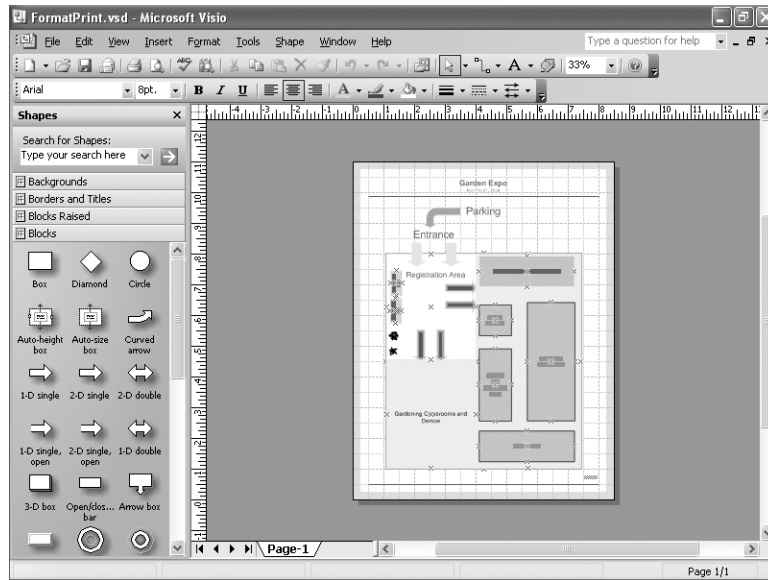 FormatPrint.vsd - Microsoft Visio
File Edit View Insert Format Tools Shape Window Help Type a question for help
33%
Arial 8pt. B I U A
Shapes
Search for Shapes:
Type your search here
Backgrounds
Borders and Titles
Blocks Raised
Blocks
Box Diamond Circle
Auto-height box Auto-size box Curved arrow
1-D single 2-D single 2-D double
1-D single, open 2-D single, open 1-D double
3-D box Open/clos... bar Arrow box
Garden Expo
Parking
Entrance
Registration Area
Gardening Classrooms and
Demos
Page-1
Page 1/1